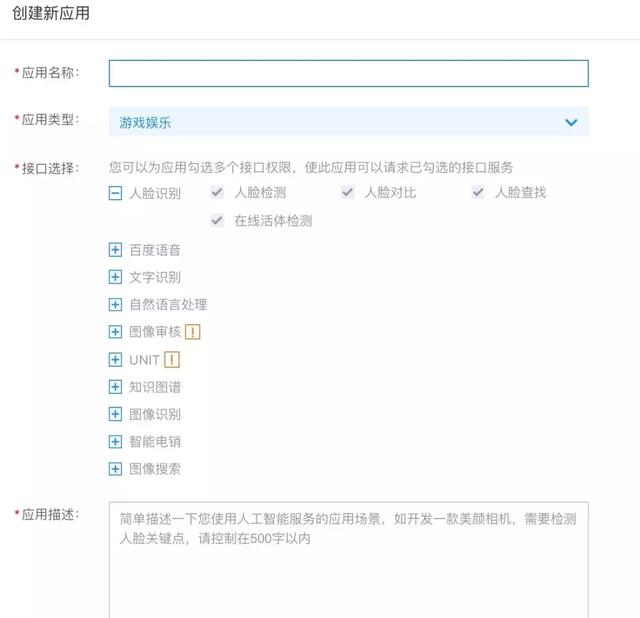 创建新应用
*应用名称：
*应用类型： 游戏娱乐
*接口选择： 您可以为应用勾选多个接口权限，使此应用可以请求已勾选的接口服务
人脸识别 人脸检测 人脸对比 人脸查找
在线活体检测
百度语音
文字识别
自然语言处理
图像审核 !
UNIT !
知识图谱
图像识别
智能电销
图像搜索
*应用描述： 简单描述一下您使用人工智能服务的应用场景，如开发一款美颜相机，需要检测
人脸关键点，请控制在500字以内